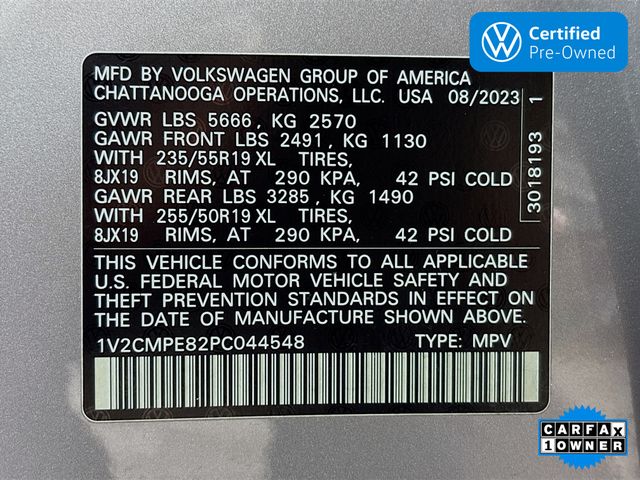 Certified
Pre-Owned
MFD BY VOLKSWAGEN GROUP OF AMERICA
CHATTANOOGA OPERATIONS, LLC. USA 08/2023
GVWR LBS 5666, KG 2570
GAWR FRONT LBS 2491, KG 1130
WITH 235/55R19 XL TIRES,
8JX19 RIMS, AT 290 KPA, 42 PSI COLD
GAWR REAR LBS 3285, KG 1490
WITH 255/50R19 XL TIRES,
8JX19 RIMS, AT 290 KPA, 42 PSI COLD
3018193 1
THIS VEHICLE CONFORMS TO ALL APPLICABLE
U.S. FEDERAL MOTOR VEHICLE SAFETY AND
THEFT PREVENTION STANDARDS IN EFFECT ON
THE DATE OF MANUFACTURE SHOWN ABOVE.
1V2CMPE82PC044548 TYPE: MPV
CARFAX
1 OWNER